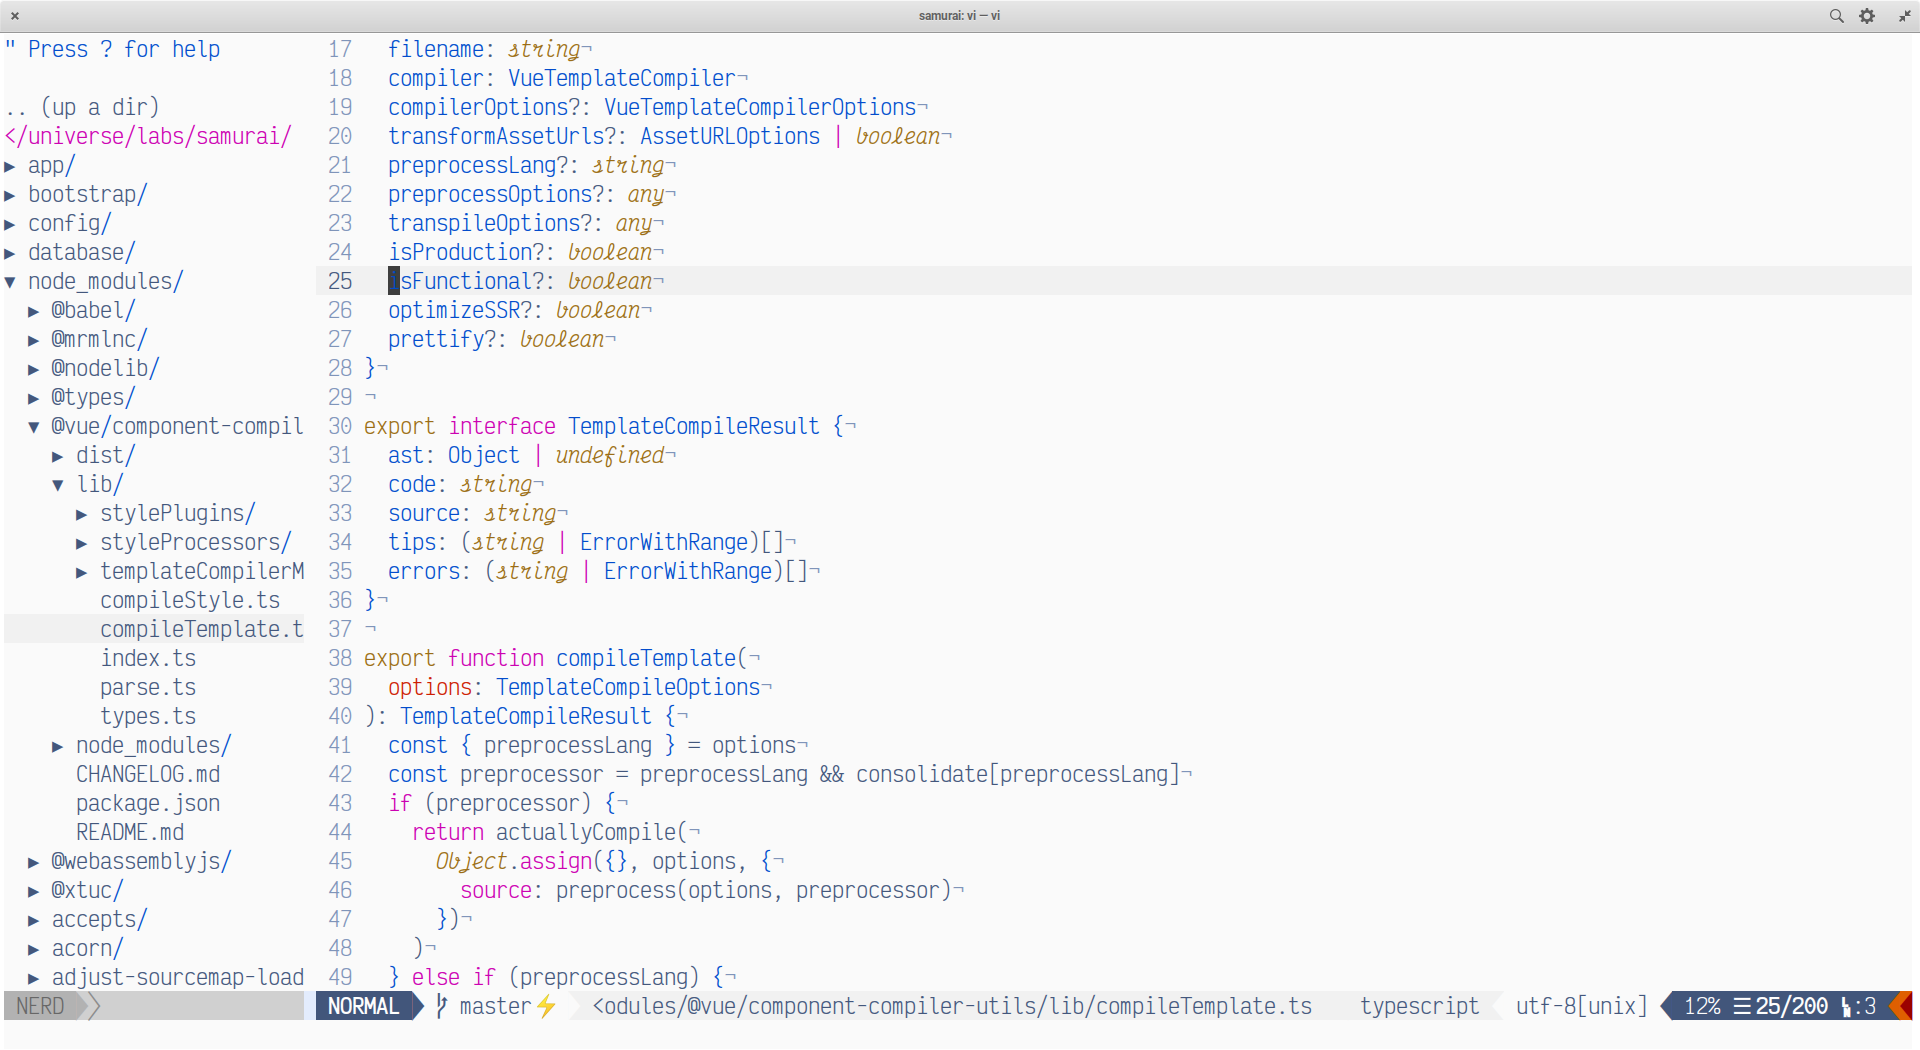 samurai: vi — vi
" Press ? for help
.. (up a dir)
</universe/labs/samurai/
▸ app/
▸ bootstrap/
▸ config/
▸ database/
▾ node_modules/
▸ @babel/
▸ @mrmlnc/
▸ @nodelib/
▸ @types/
▾ @vue/component-compil
▸ dist/
▾ lib/
▸ stylePlugins/
▸ styleProcessors/
▸ templateCompilerM
compileStyle.ts
compileTemplate.t
index.ts
parse.ts
types.ts
▸ node_modules/
CHANGELOG.md
package.json
README.md
▸ @webassemblyjs/
▸ @xtuc/
▸ accepts/
▸ acorn/
▸ adjust-sourcemap-load
NERD
17 filename: string¬
18 compiler: VueTemplateCompiler¬
19 compilerOptions?: VueTemplateCompilerOptions¬
20 transformAssetUrls?: AssetURLOptions | boolean¬
21 preprocessLang?: string¬
22 preprocessOptions?: any¬
23 transpileOptions?: any¬
24 isProduction?: boolean¬
25 isFunctional?: boolean¬
26 optimizeSSR?: boolean¬
27 prettify?: boolean¬
28 }¬
29 ¬
30 export interface TemplateCompileResult {¬
31 ast: Object | undefined¬
32 code: string¬
33 source: string¬
34 tips: (string | ErrorWithRange)[]¬
35 errors: (string | ErrorWithRange)[]¬
36 }¬
37 ¬
38 export function compileTemplate(¬
39 options: TemplateCompileOptions¬
40 ): TemplateCompileResult {¬
41 const { preprocessLang } = options¬
42 const preprocessor = preprocessLang && consolidate[preprocessLang]¬
43 if (preprocessor) {¬
44 return actuallyCompile(¬
45 Object.assign({}, options, {¬
46 source: preprocess(options, preprocessor)¬
47 })¬
48 )¬
49 } else if (preprocessLang) {¬
NORMAL master⚡ <odules/@vue/component-compiler-utils/lib/compileTemplate.ts typescript utf-8[unix] 12% ☰25/200 :3